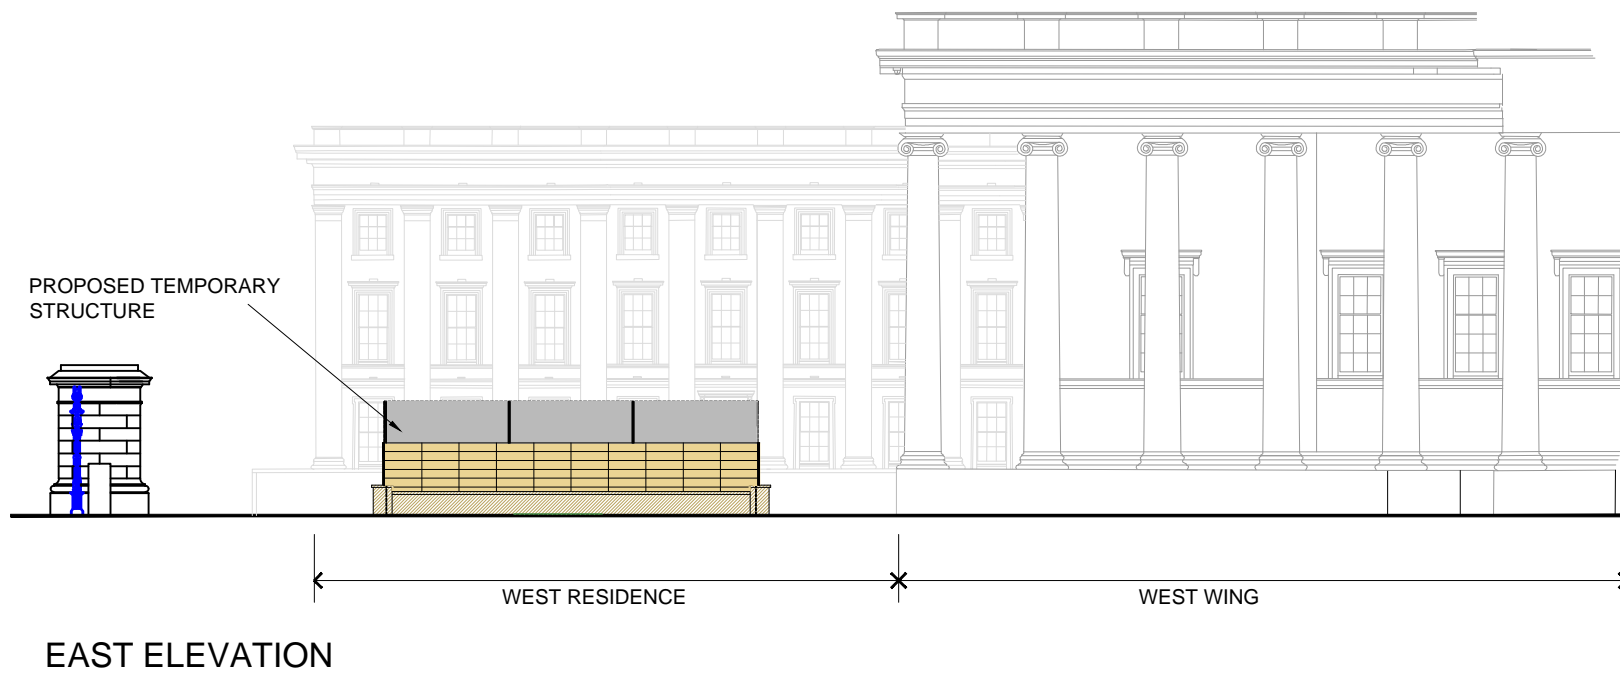 PROPOSED TEMPORARY
STRUCTURE
WEST RESIDENCE
WEST WING
EAST ELEVATION